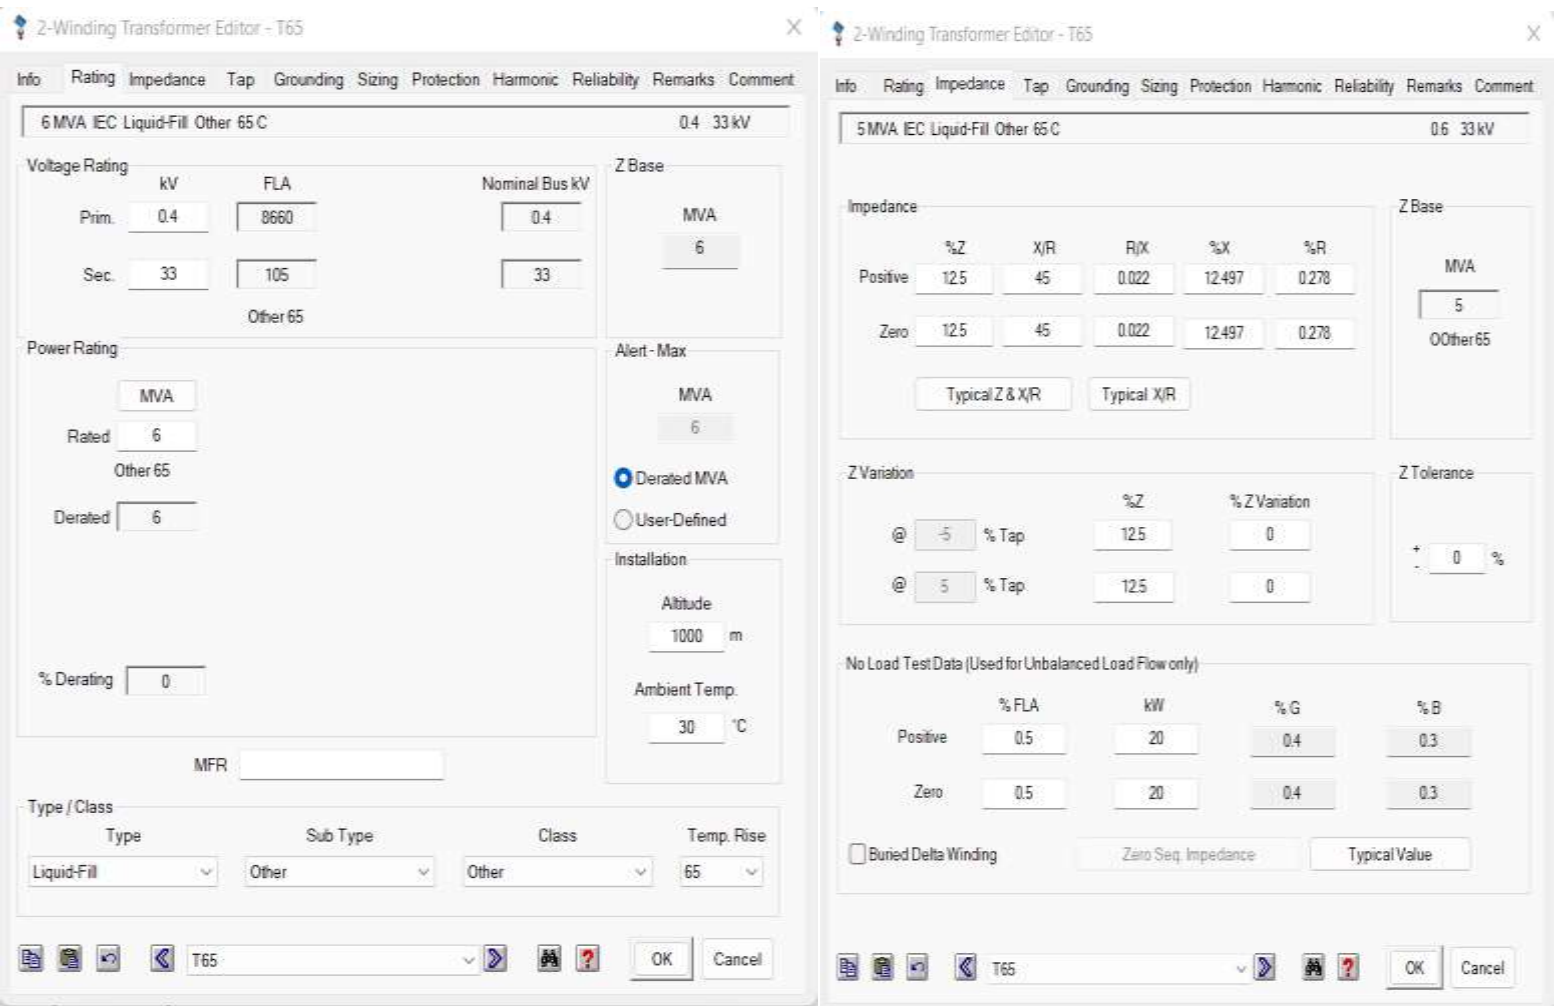 2-Winding Transformer Editor - T65
Info Rating Impedance Tap Grounding Sizing Protection Harmonic Reliability Remarks Comment
6 MVA IEC Liquid-Fill Other 65 C 0.4 33 kV
Voltage Rating
kV FLA Nominal Bus kV
Prim. 0.4 8660 0.4
Sec. 33 105 33
Other 65
Z Base
MVA
6
Power Rating
MVA
Rated 6
Other 65
Derated 6
% Derating 0
Alert - Max
MVA
6
Derated MVA
User-Defined
Installation
Altitude
1000 m
Ambient Temp.
30 °C
MFR
Type / Class
Type Sub Type Class Temp. Rise
Liquid-Fill Other Other 65
T65 OK Cancel
2-Winding Transformer Editor - T65
Info Rating Impedance Tap Grounding Sizing Protection Harmonic Reliability Remarks Comment
5 MVA IEC Liquid-Fill Other 65 C 0.6 33 kV
Impedance
%Z X/R R/X %X %R
Positive 12.5 45 0.022 12.497 0.278
Zero 12.5 45 0.022 12.497 0.278
Typical Z & X/R Typical X/R
Z Base
MVA
5
OOther 65
Z Variation
%Z % Z Variation
@ -5 % Tap 12.5 0
@ 5 % Tap 12.5 0
Z Tolerance
+
- 0 %
No Load Test Data (Used for Unbalanced Load Flow only)
% FLA kW % G % B
Positive 0.5 20 0.4 0.3
Zero 0.5 20 0.4 0.3
Buried Delta Winding Zero Seq. Impedance Typical Value
T65 OK Cancel